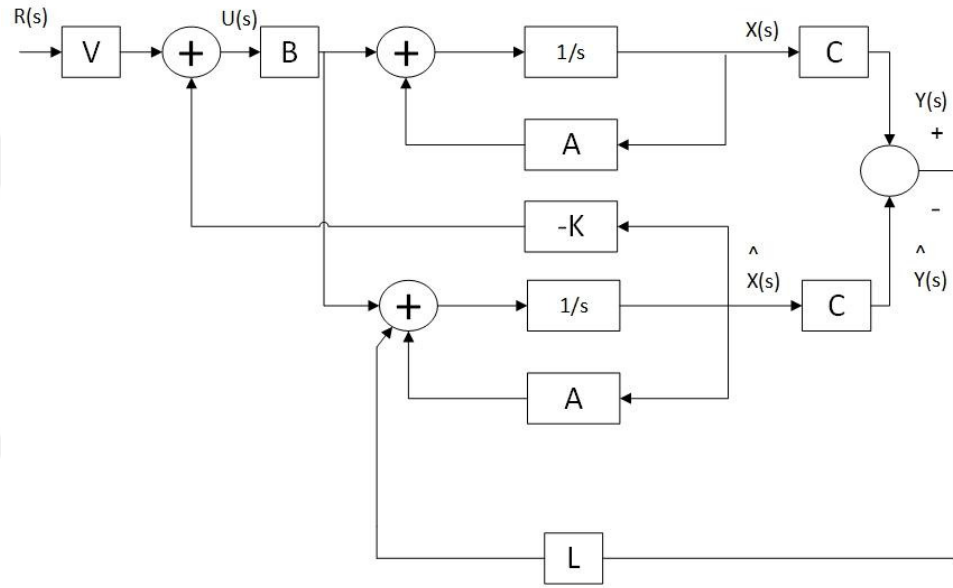 R(s)
V
+
U(s)
B
+
1/s
X(s)
C
A
Y(s)
+
-K
-
^
X(s)
^
Y(s)
+
1/s
C
A
L